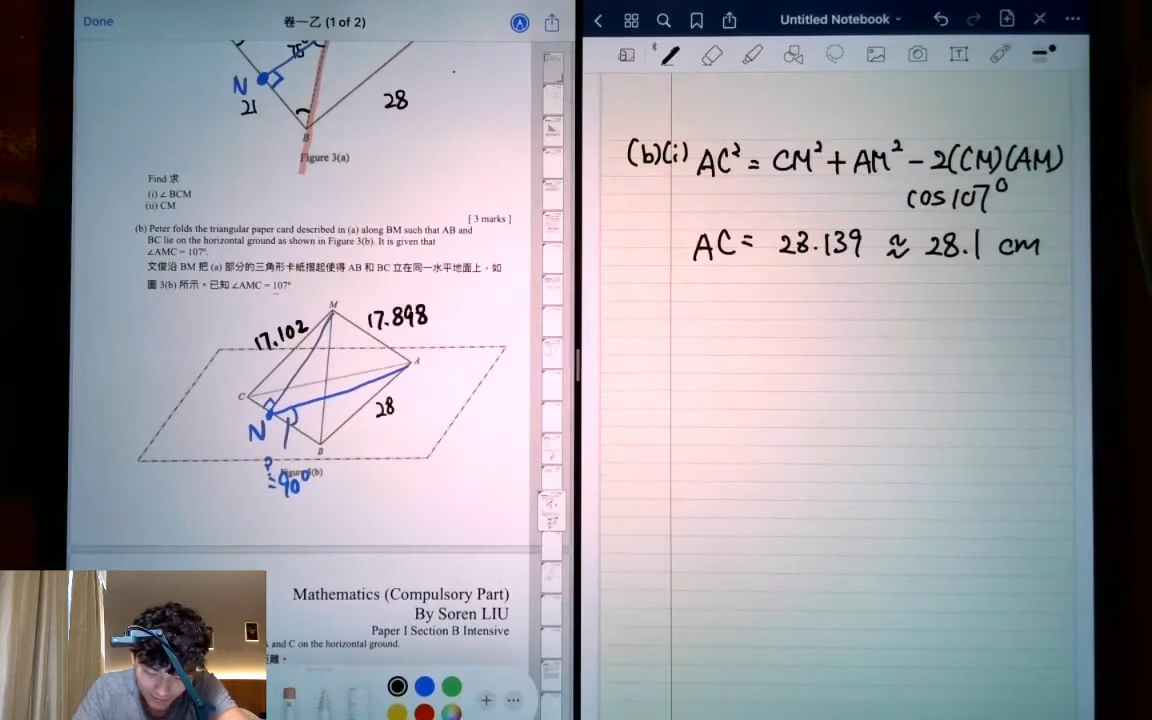 Done
卷一乙 (1 of 2)
Untitled Notebook
N
21
28
B
Figure 3(a)
Find 求
(i) ∠ BCM
(ii) CM
[ 3 marks ]
(b) Peter folds the triangular paper card described in (a) along BM such that AB and
BC lie on the horizontal ground as shown in Figure 3(b). It is given that
∠AMC = 107°.
文俊沿 BM 把 (a) 部分的三角形卡紙摺起使得 AB 和 BC 立在同一水平地面上，如
圖 3(b) 所示。已知 ∠AMC = 107°
M
17.102
17.898
A
C
28
N
B
?
= 90°
Mathematics (Compulsory Part)
By Soren LIU
Paper I Section B Intensive
A and C on the horizontal ground.
距離。
(b)(i) AC² = CM² + AM² - 2(CM)(AM)
cos107°
AC = 28.139 ≈ 28.1 cm